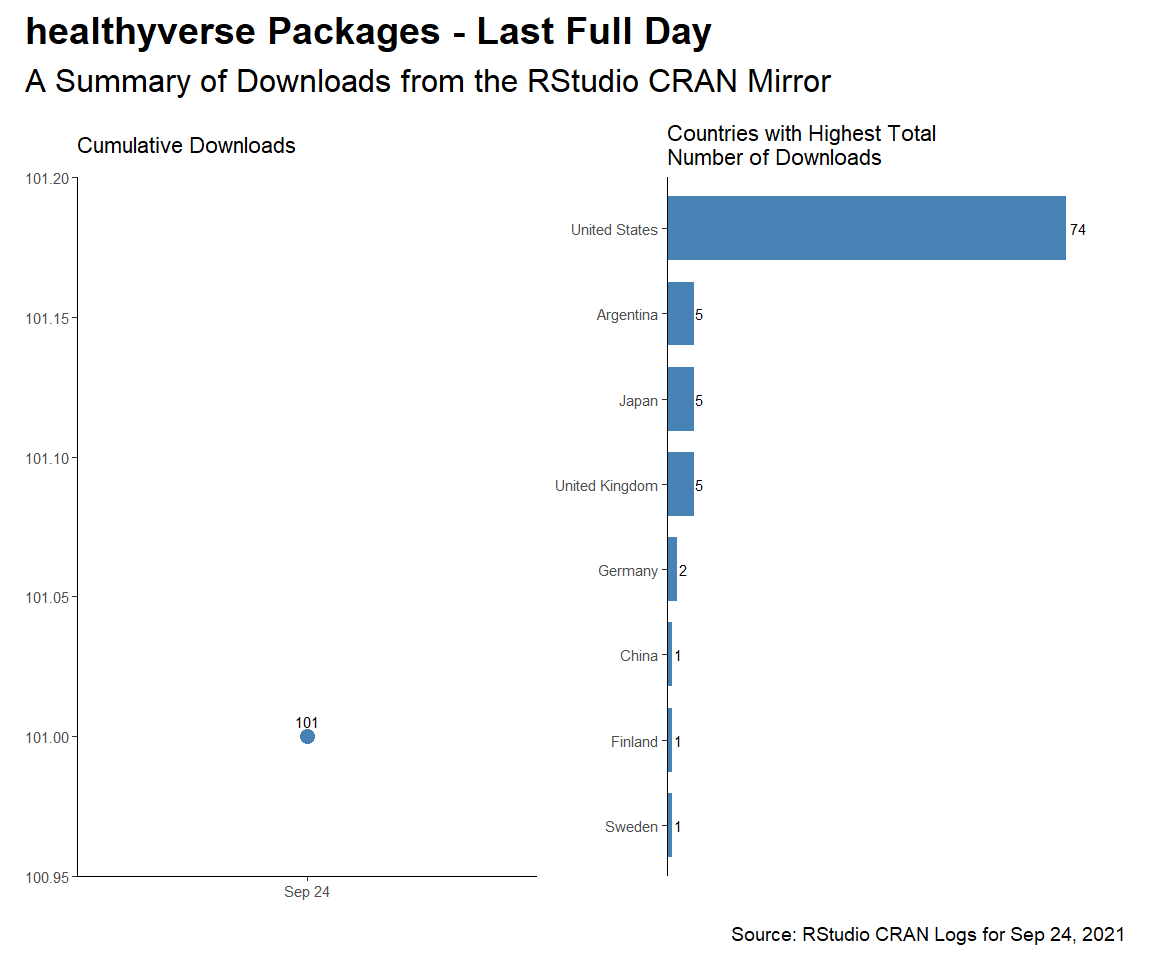 healthyverse Packages - Last Full Day
A Summary of Downloads from the RStudio CRAN Mirror
Cumulative Downloads
101.20
101.15
101.10
101.05
101.00
100.95
101
Sep 24
Countries with Highest Total
Number of Downloads
United States 74
Argentina 5
Japan 5
United Kingdom 5
Germany 2
China 1
Finland 1
Sweden 1
Source: RStudio CRAN Logs for Sep 24, 2021